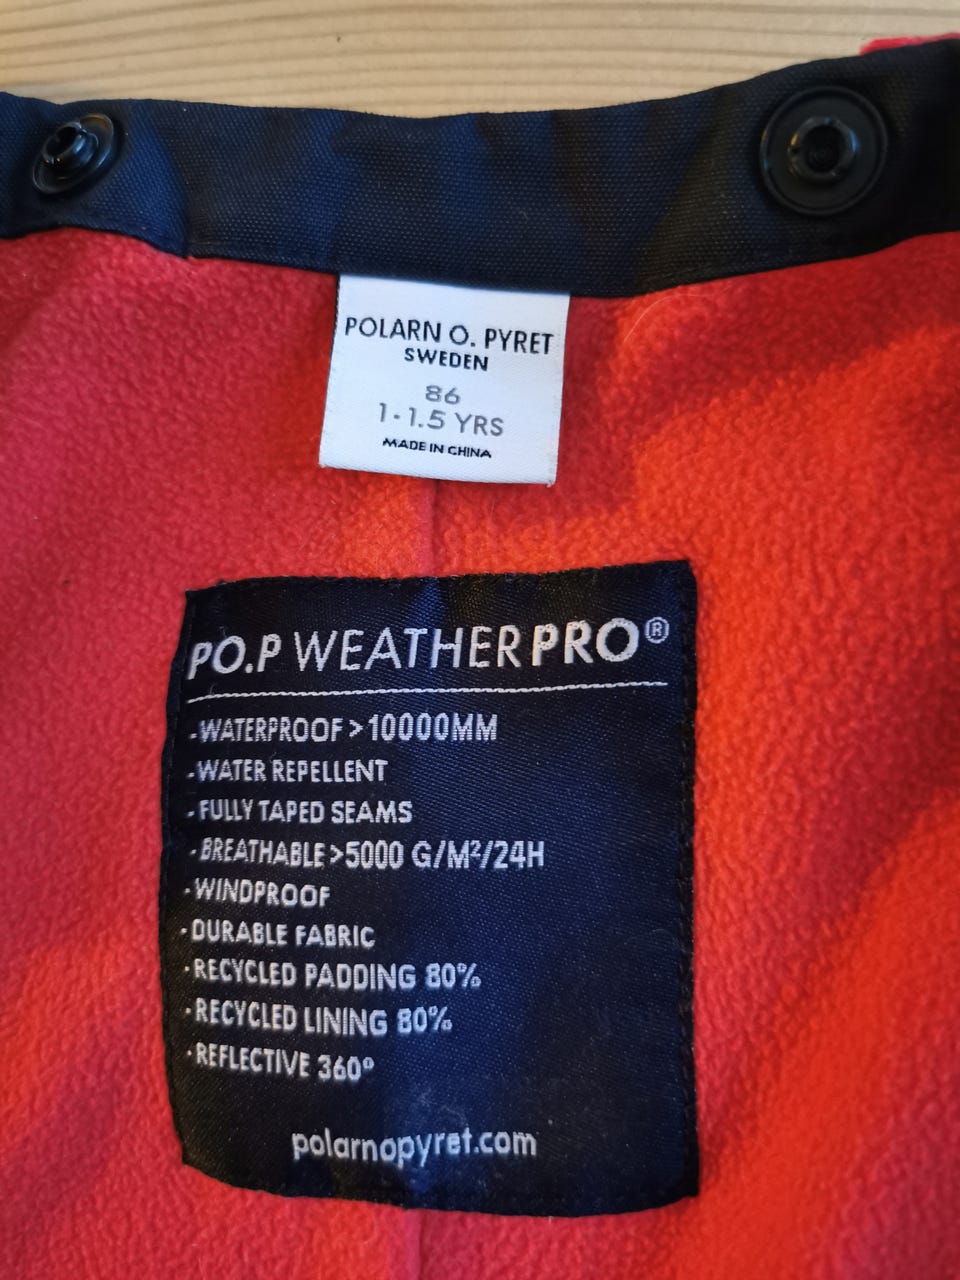 POLARN O. PYRET
SWEDEN
86
1-1.5 YRS
MADE IN CHINA
PO.P WEATHERPRO®
-WATERPROOF>10000MM
-WATER REPELLENT
-FULLY TAPED SEAMS
-BREATHABLE>5000 G/M²/24H
-WINDPROOF
-DURABLE FABRIC
-RECYCLED PADDING 80%
-RECYCLED LINING 80%
-REFLECTIVE 360°
polarnopyret.com